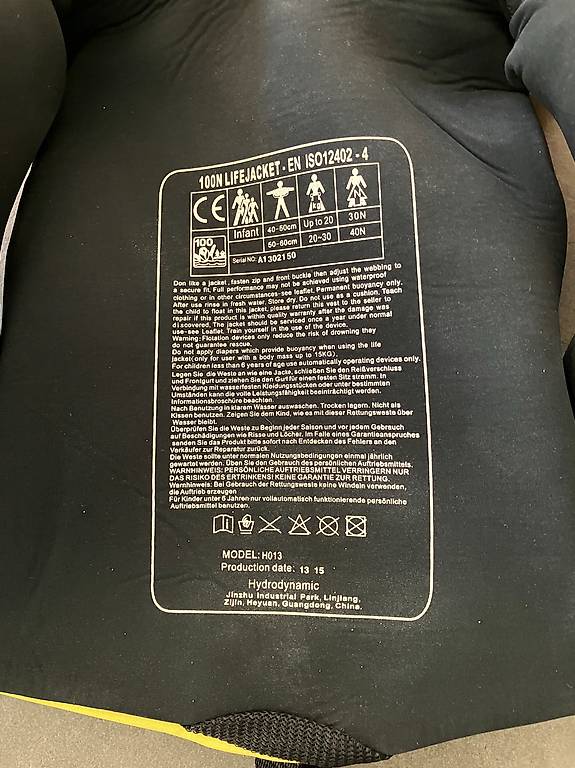 100N LIFEJACKET - EN ISO12402 - 4
CE
Infant 40-50cm Up to 20 30N
50-60cm 20~30 40N
kg N
100
Serial NO: A1302150
Don like a jacket, fasten zip and front buckle then adjust the webbing to
a secure fit. Full performance may not be achieved using waterproof
clothing or in other circumstances-see leaflet. Permanent buoyancy only.
After use rinse in fresh water. Store dry. Do not use as a cushion. Teach
the child to float in this jacket, please return this vest to the seller to
repair if this product is within quality warranty after the damage was
discovered. The jacket should be serviced once a year under normal
use-see Leaflet. Train yourself in the use of the device.
Warning: Flotation devices only reduce the risk of drowning they
do not guarantee rescue.
Do not apply diapers which provide buoyancy when using the life
jacket(only for user with a body mass up to 15KG).
For children less than 6 years of age use automatically operating devices only.
Legen Sie die Weste an wie eine Jacke, schließen den Reißverschluss
und Frontgurt und ziehen Sie den Gurf für einen festen Sitz stramm. In
Verbindung mit wasserfesten Kleidungsstücken oder unter bestimmten
Umständen kann die volle Leistungsfähigkeit beeinträchtigt werden.
Informationsbroschüre beachten.
Nach Benutzung in klarem Wasser auswaschen. Trocken lagern. Nicht als
Kissen benutzen. Zeigen Sie dem Kind, wie es mit dieser Rettungsweste über
Wasser bleibt.
Überprüfen Sie die Weste zu Beginn jeder Saison und vor jedem Gebrauch
auf Beschädigungen wie Risse und Löcher. Im Falle eines Garantieanspruches
senden Sie das Produkt bitte sofort nach Entdecken des Fehlers an den
Verkäufer zur Reparatur zurück.
Die Weste sollte unter normalen Nutzungsbedingungen einmal jährlich
gewartet werden. Üben Sie den Gebrauch des persönlichen Auftriebsmittels.
WARNHINWEIS: PERSÖNLICHE AUFTRIEBSMITTEL VERRINGERN NUR
DAS RISIKO DES ERTRINKENS! KEINE GARANTIE ZUR RETTUNG.
Warnhinweis: Bei Gebrauch der Rettungsweste keine Windeln verwenden,
die Auftrieb erzeugen
Für Kinder unter 6 Jahren nur vollautomatisch funktionierende persönliche
Auftriebsmittel benutzen.
MODEL: H013
Production date: 13 15
Hydrodynamic
Jinzhu Industrial Park, Linjiang,
Zijin, Heyuan, Guangdong, China.